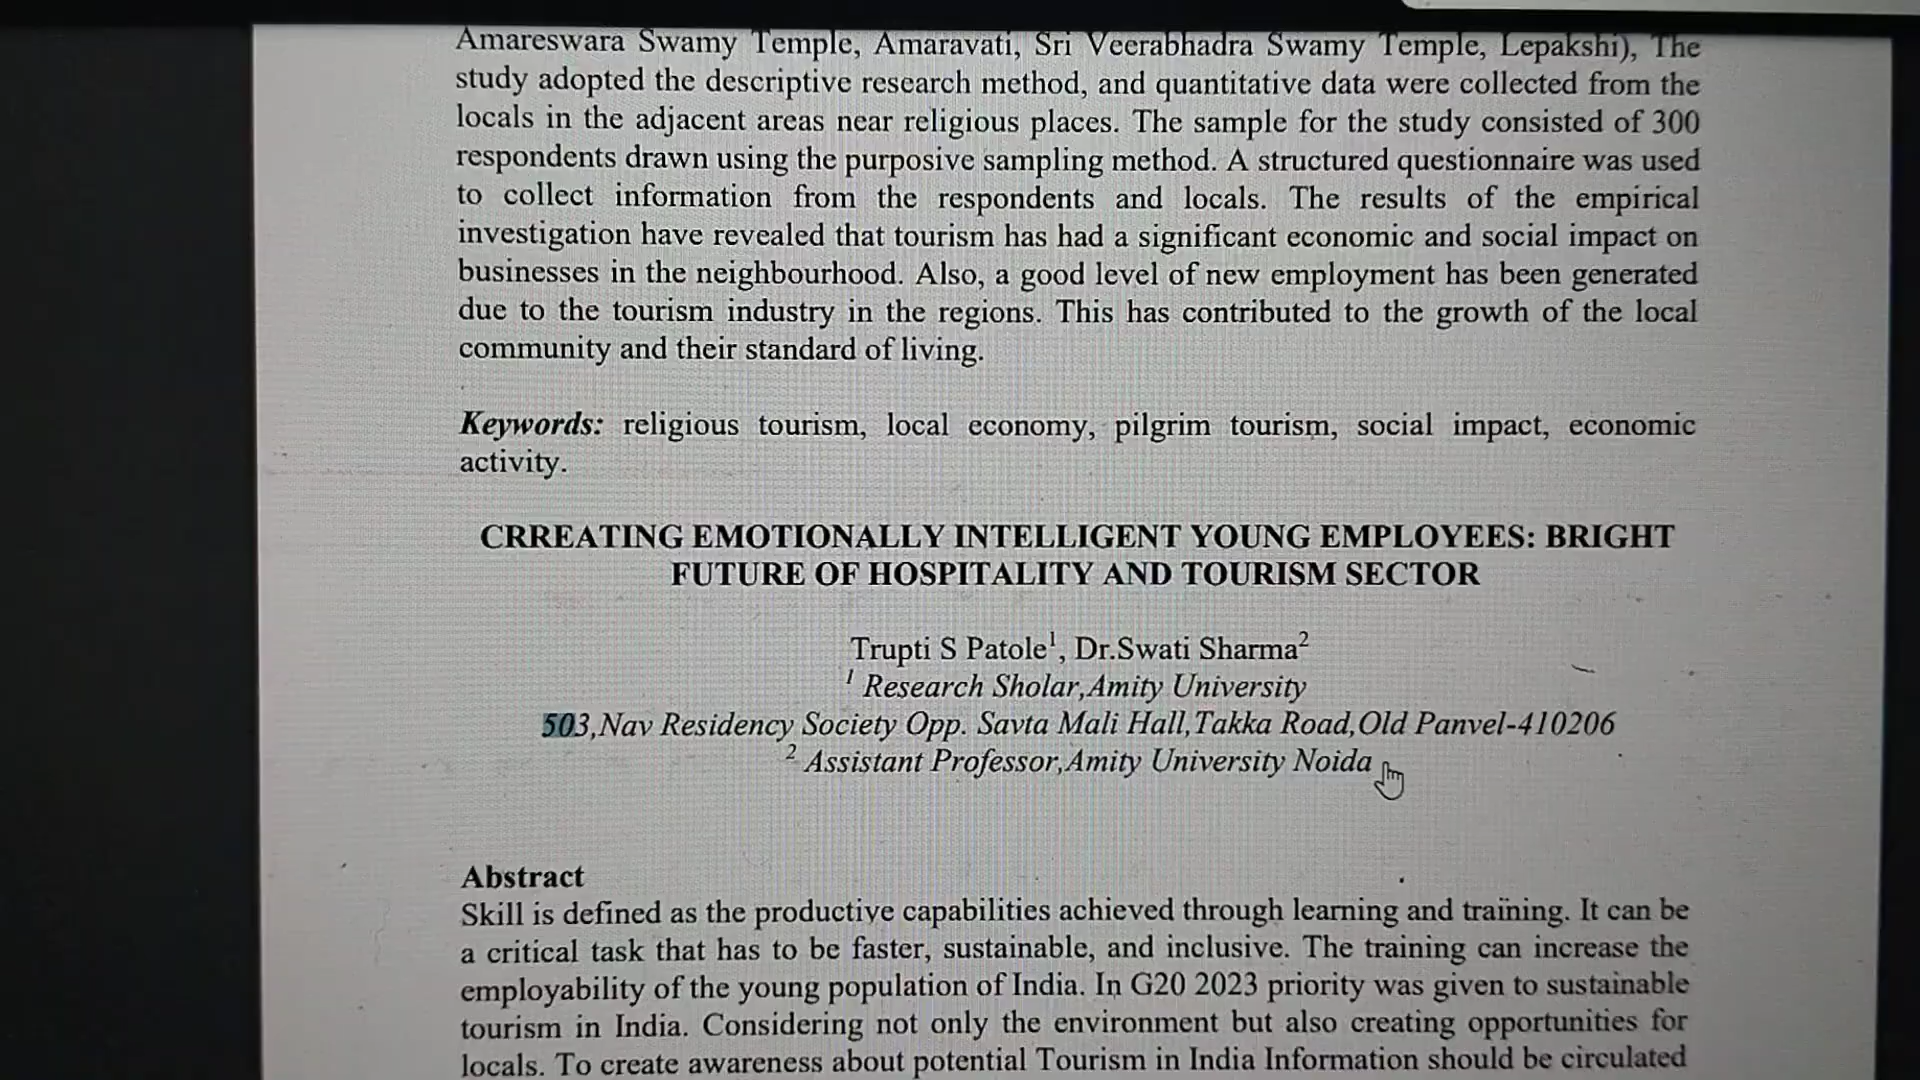 Amareswara Swamy Temple, Amaravati, Sri Veerabhadra Swamy Temple, Lepakshi), The
study adopted the descriptive research method, and quantitative data were collected from the
locals in the adjacent areas near religious places. The sample for the study consisted of 300
respondents drawn using the purposive sampling method. A structured questionnaire was used
to collect information from the respondents and locals. The results of the empirical
investigation have revealed that tourism has had a significant economic and social impact on
businesses in the neighbourhood. Also, a good level of new employment has been generated
due to the tourism industry in the regions. This has contributed to the growth of the local
community and their standard of living.
Keywords: religious tourism, local economy, pilgrim tourism, social impact, economic
activity.
CRREATING EMOTIONALLY INTELLIGENT YOUNG EMPLOYEES: BRIGHT
FUTURE OF HOSPITALITY AND TOURISM SECTOR
Trupti S Patole¹, Dr.Swati Sharma²
¹ Research Sholar,Amity University
503,Nav Residency Society Opp. Savta Mali Hall,Takka Road,Old Panvel-410206
² Assistant Professor,Amity University Noida
Abstract
Skill is defined as the productive capabilities achieved through learning and training. It can be
a critical task that has to be faster, sustainable, and inclusive. The training can increase the
employability of the young population of India. In G20 2023 priority was given to sustainable
tourism in India. Considering not only the environment but also creating opportunities for
locals. To create awareness about potential Tourism in India Information should be circulated